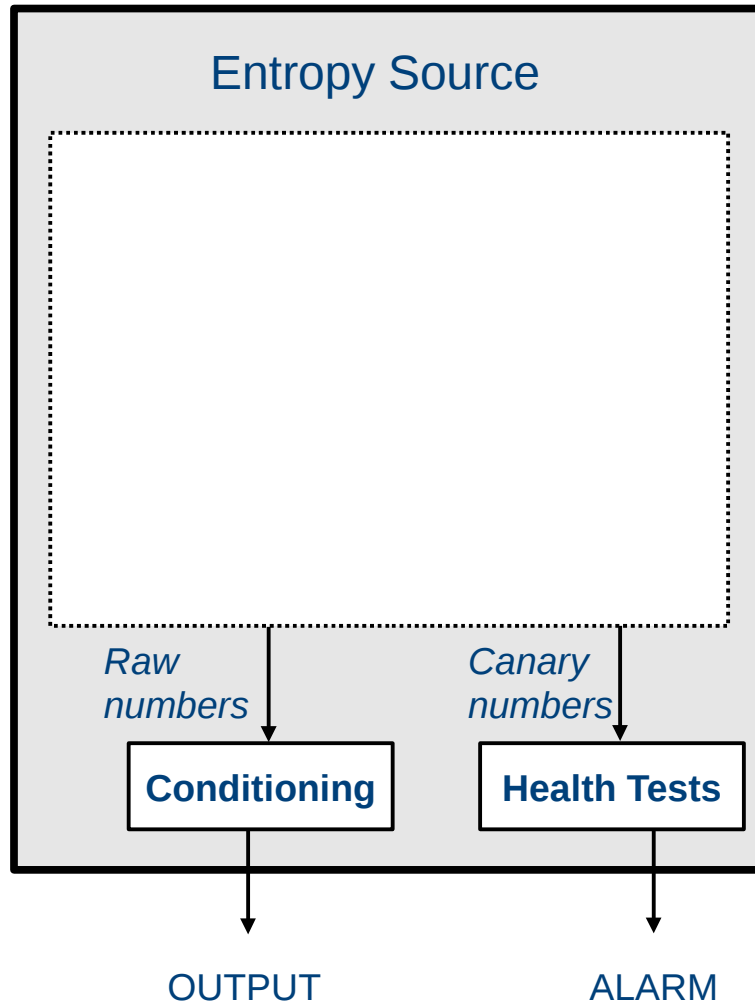 Entropy Source
Raw
numbers
Canary
numbers
Conditioning
Health Tests
OUTPUT
ALARM